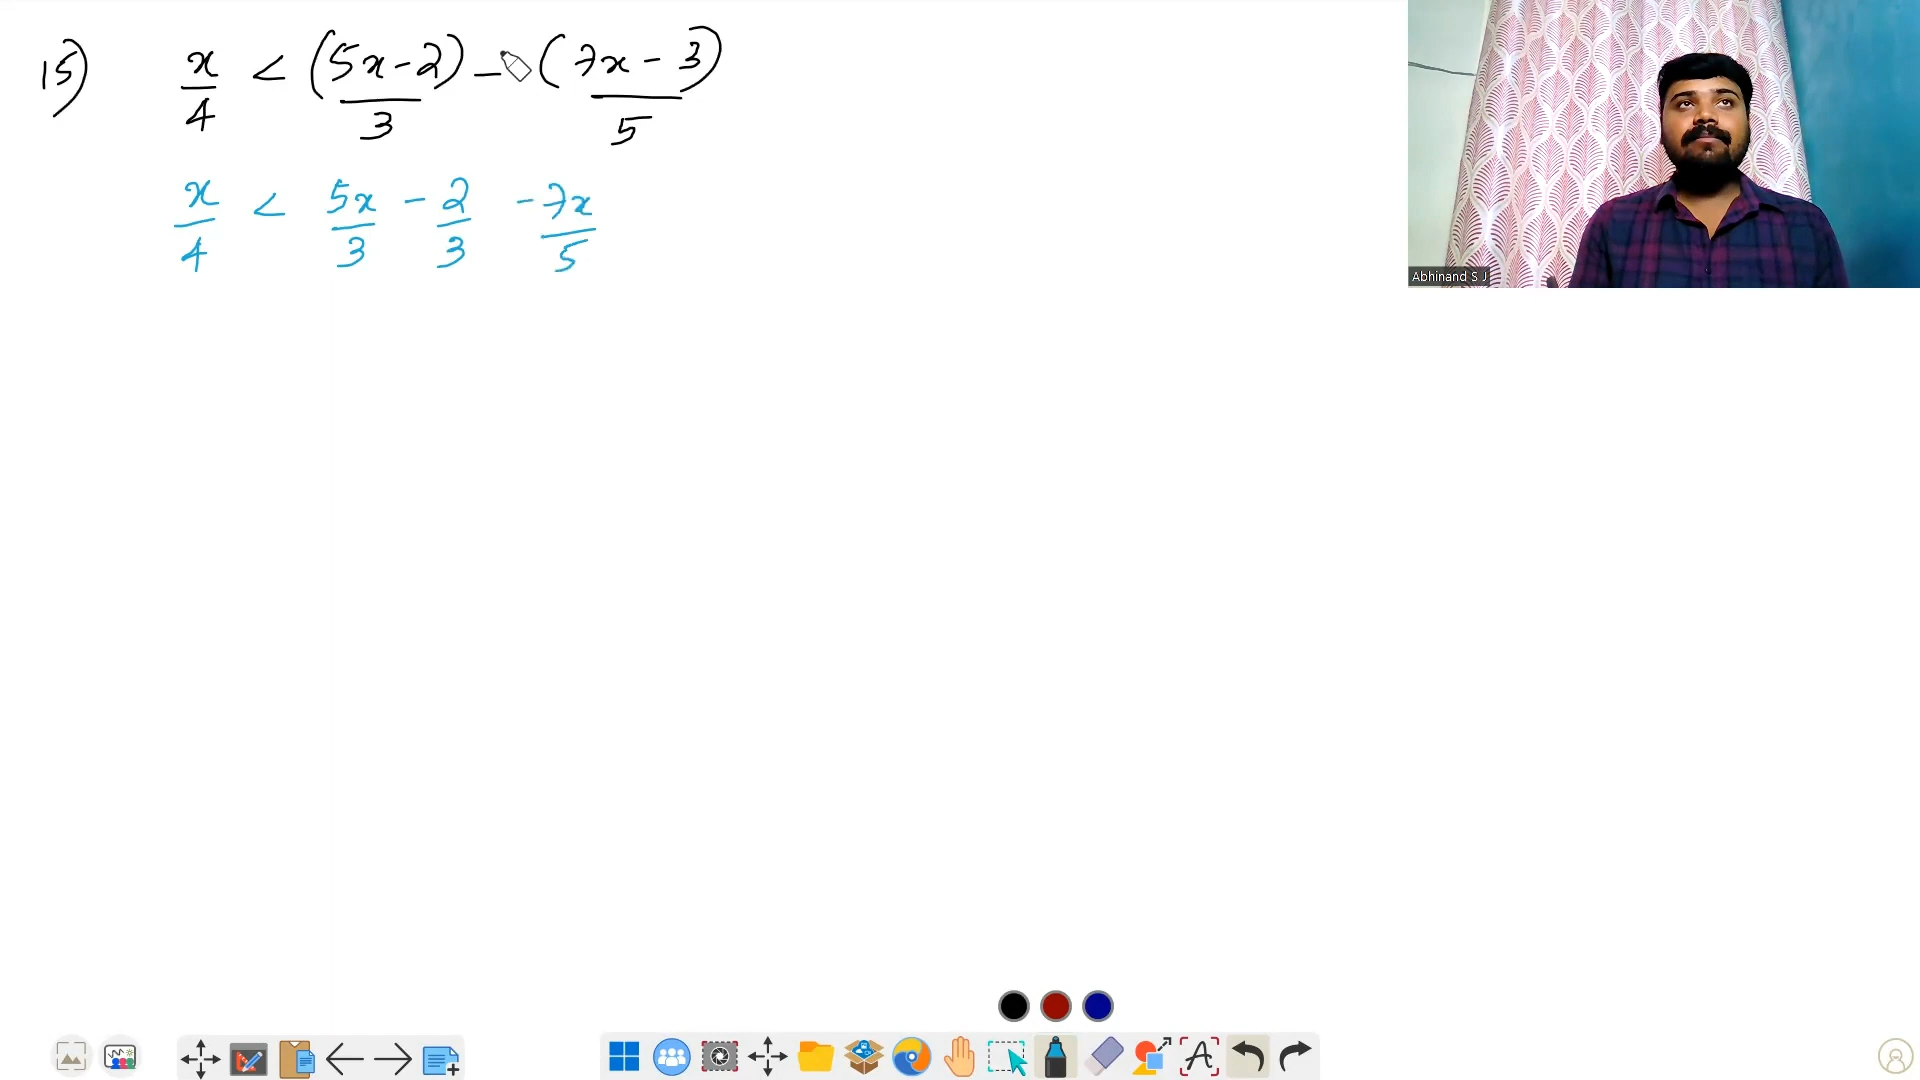 15) x/4 < (5x-2)/3 - (7x-3)/5
x/4 < 5x/3 - 2/3 - 7x/5
Abhinand S J